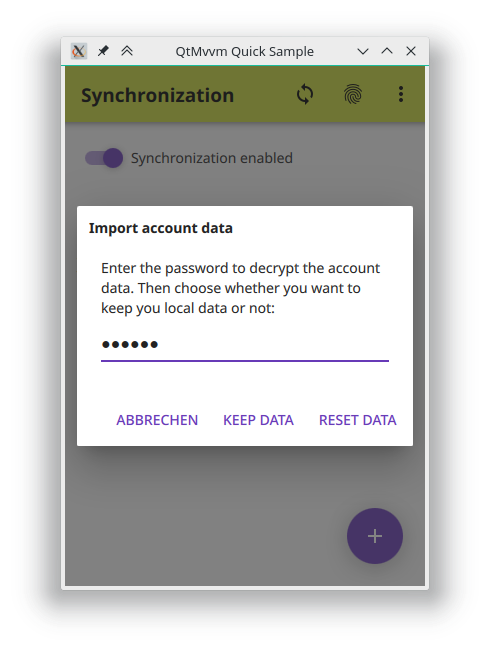 QtMvvm Quick Sample
Synchronization
Synchronization enabled
Import account data
Enter the password to decrypt the account
data. Then choose whether you want to
keep you local data or not:
●●●●●●
ABBRECHEN KEEP DATA RESET DATA